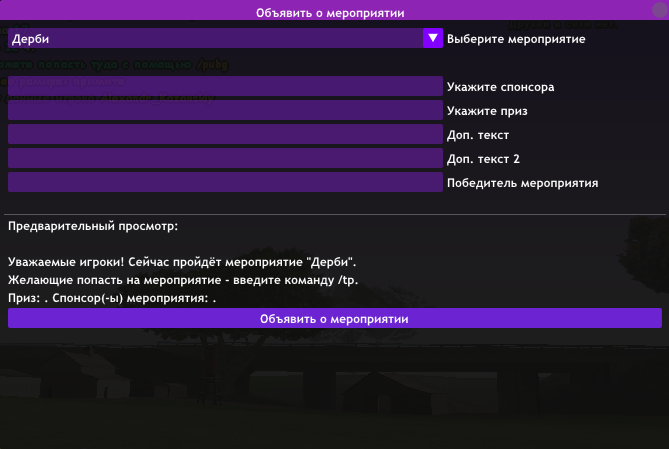 Объявить о мероприятии
Дерби
Выберите мероприятие
Укажите спонсора
Укажите приз
Доп. текст
Доп. текст 2
Победитель мероприятия
Предварительный просмотр:
Уважаемые игроки! Сейчас пройдёт мероприятие "Дерби".
Желающие попасть на мероприятие - введите команду /tp.
Приз: . Спонсор(-ы) мероприятия: .
Объявить о мероприятии